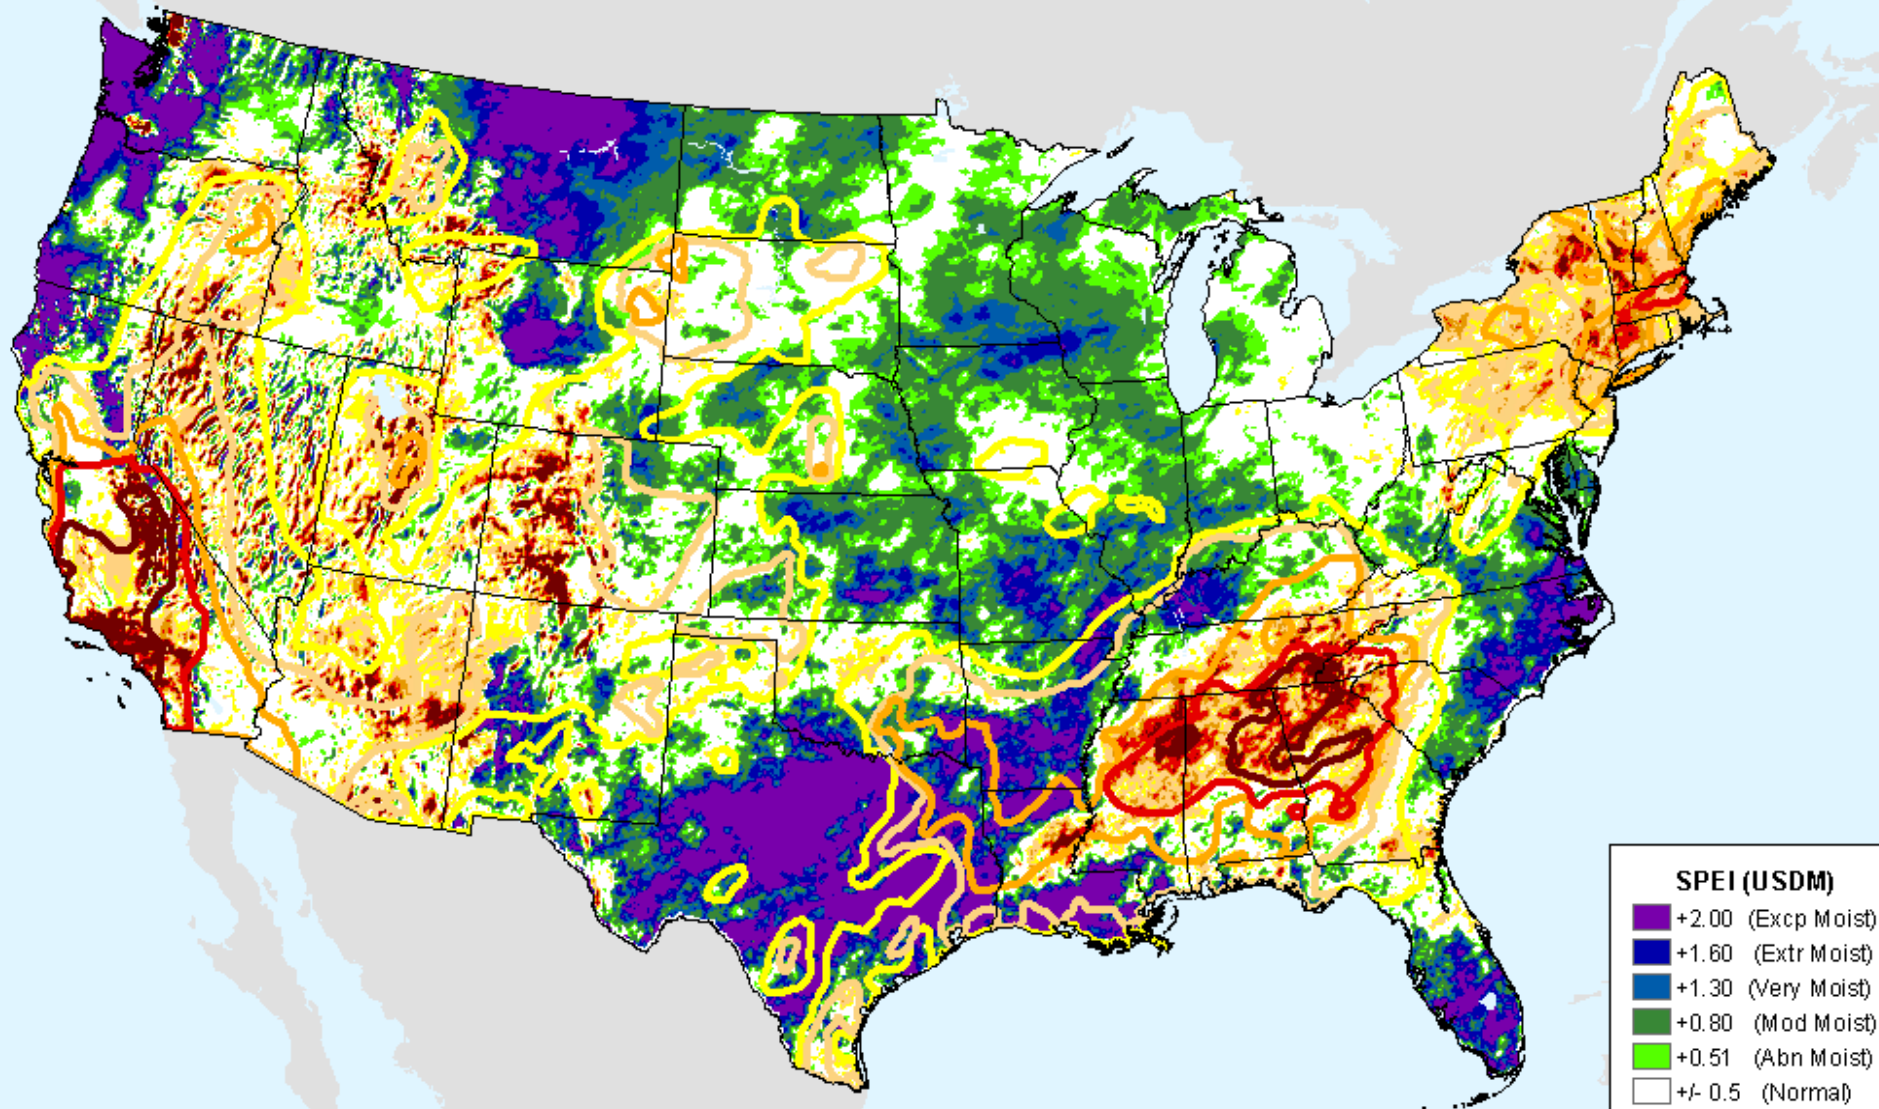 SPEI (USDM)
+2.00 (Excp Moist)
+1.60 (Extr Moist)
+1.30 (Very Moist)
+0.80 (Mod Moist)
+0.51 (Abn Moist)
+/- 0.5 (Normal)